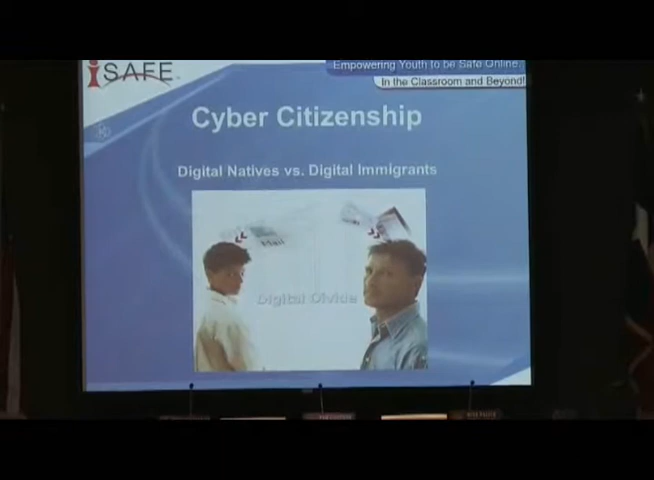 iSAFE
Empowering Youth to be Safe Online
In the Classroom and Beyond!
Cyber Citizenship
Digital Natives vs. Digital Immigrants
Digital Divide